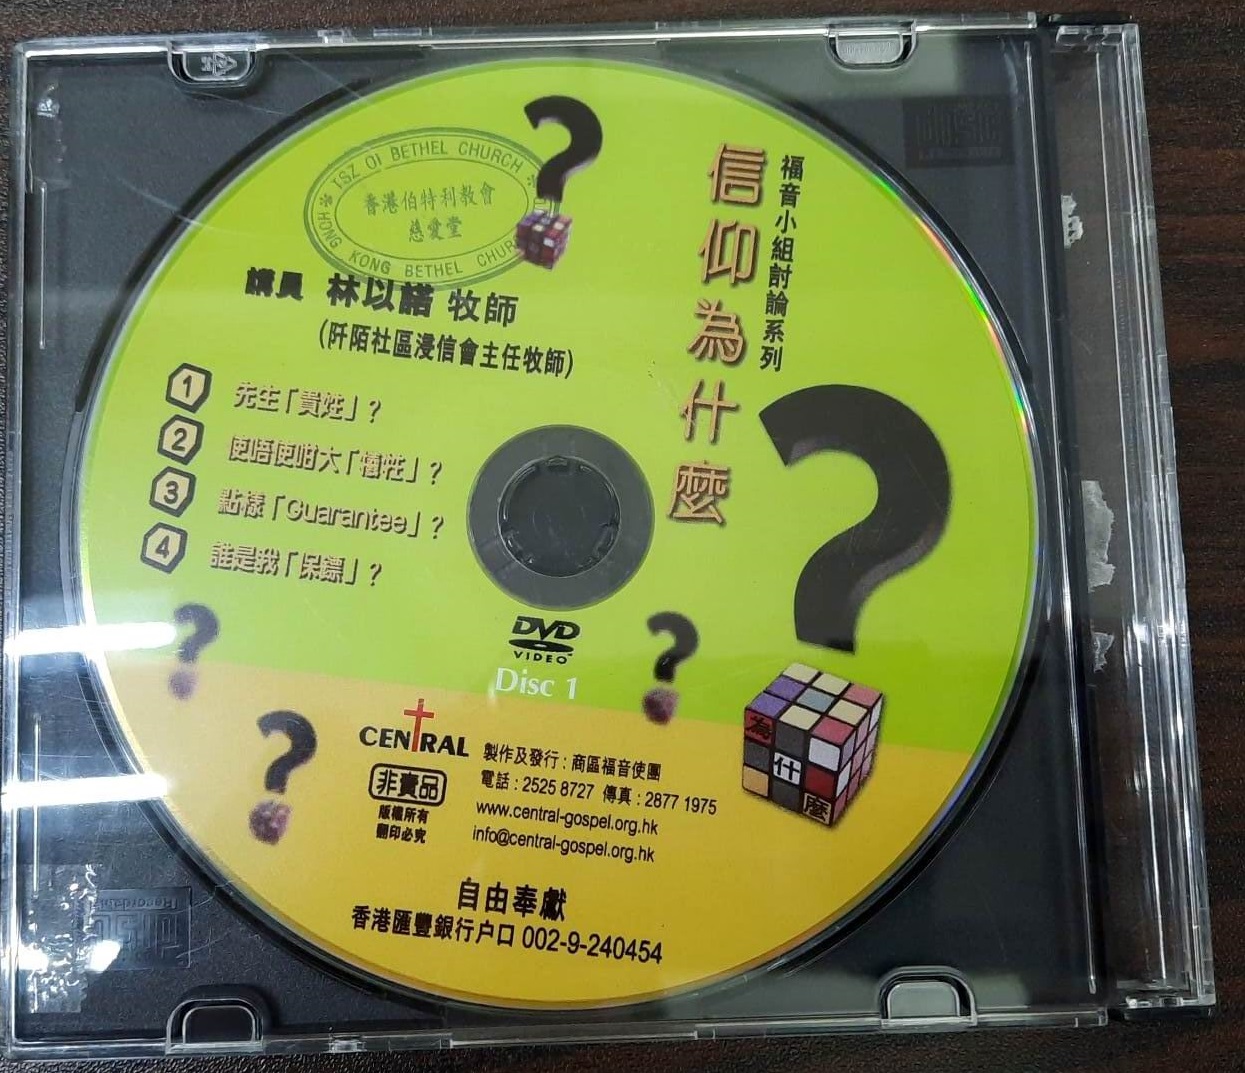 福音小組討論系列
信仰為什麼
TSZ OI BETHEL CHURCH
香港伯特利教會
慈愛堂
HONG KONG BETHEL CHURCH
講員 林以諾 牧師
(阡陌社區浸信會主任牧師)
1 先生「貴姓」?
2 使唔使咁大「犧牲」?
3 點樣「Guarantee」?
4 誰是我「保鏢」?
DVD
VIDEO
Disc 1
為
什
麼
CENTRAL
非賣品
版權所有
翻印必究
製作及發行:商區福音使團
電話:2525 8727 傳真:2877 1975
www.central-gospel.org.hk
info@central-gospel.org.hk
自由奉獻
香港匯豐銀行户口 002-9-240454